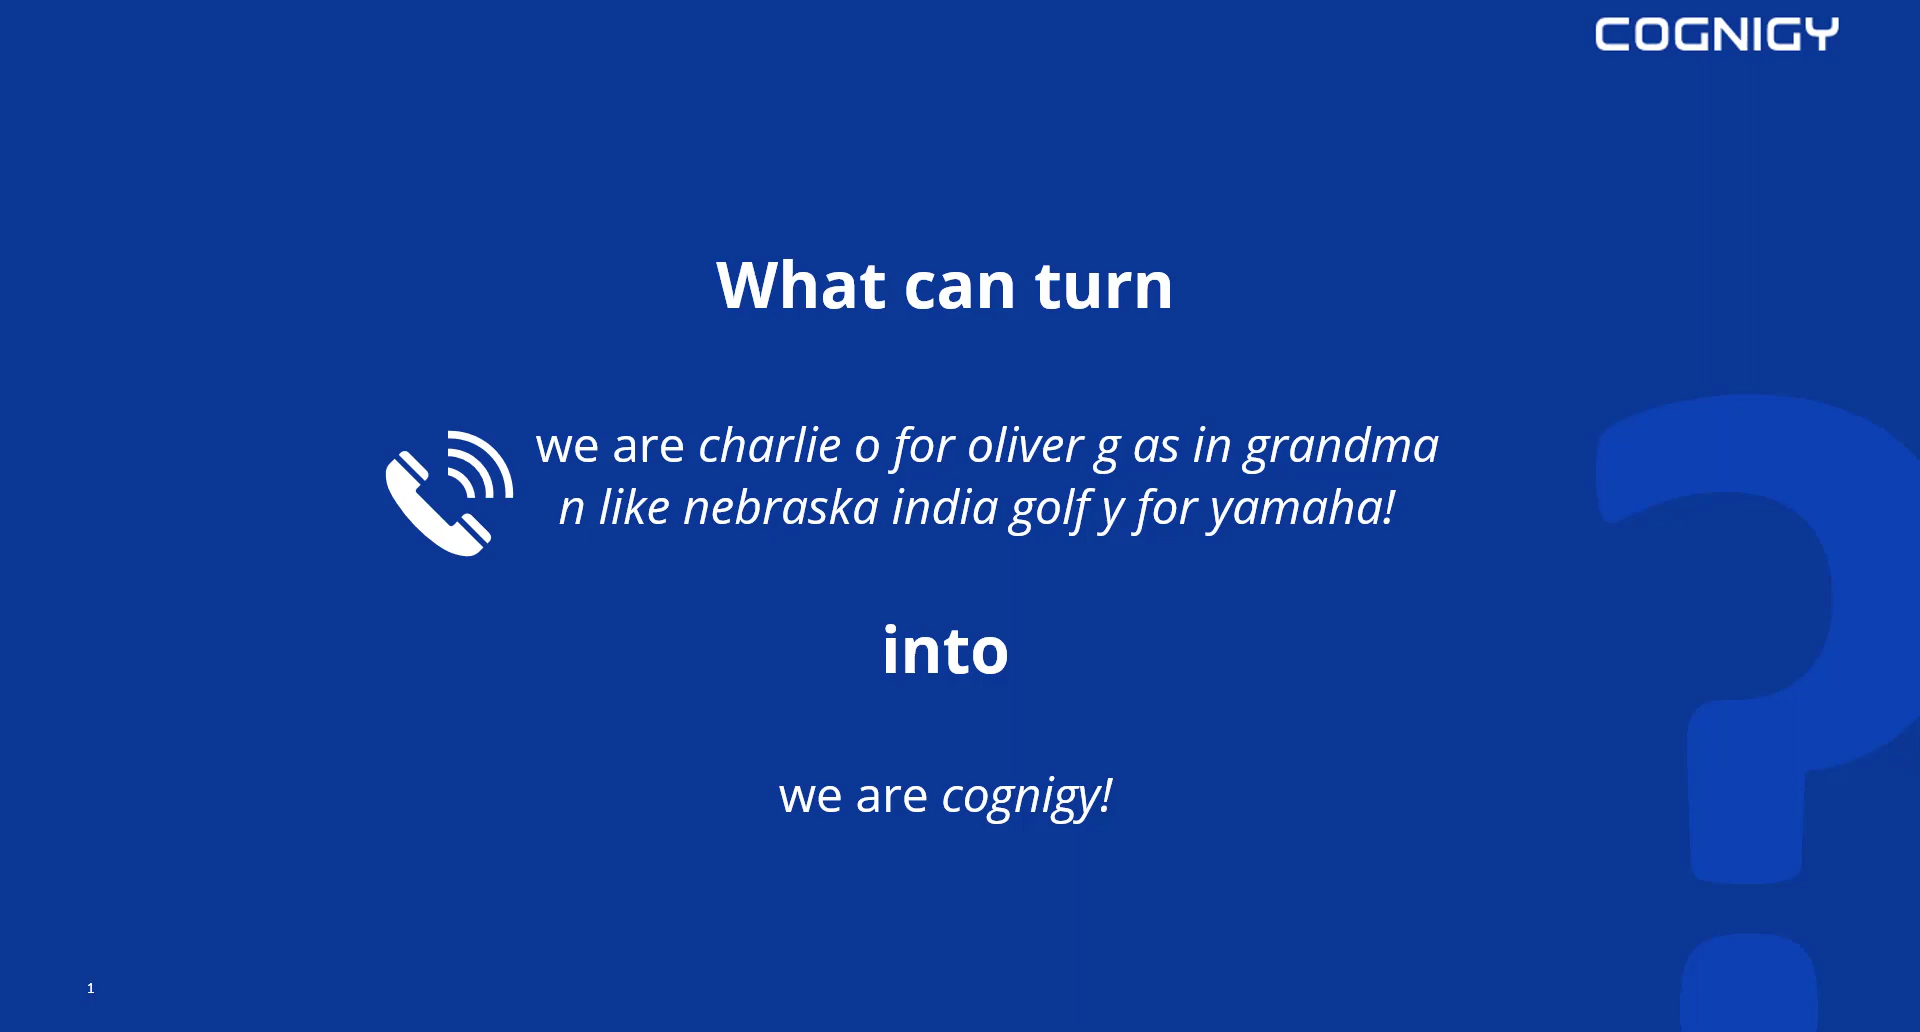 COGNIGY
What can turn
we are charlie o for oliver g as in grandma
n like nebraska india golf y for yamaha!
into
we are cognigy!
1